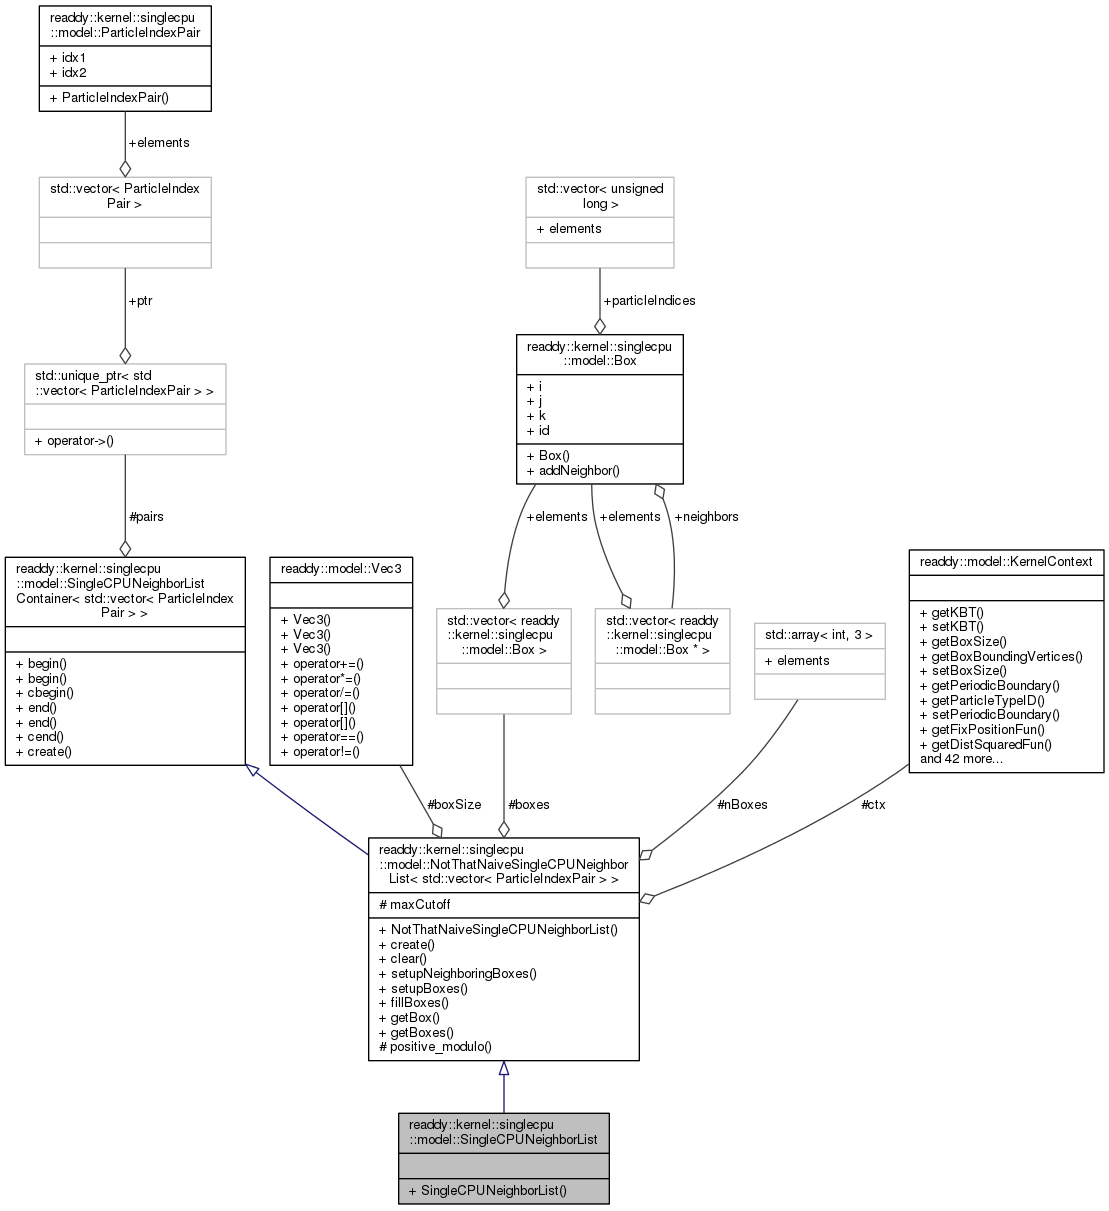 readdy::kernel::singlecpu
::model::ParticleIndexPair
+ idx1
+ idx2
+ ParticleIndexPair()
+elements
std::vector< ParticleIndex
Pair >
+ptr
std::unique_ptr< std
::vector< ParticleIndexPair > >
+ operator->()
#pairs
readdy::kernel::singlecpu
::model::SingleCPUNeighborList
Container< std::vector< ParticleIndex
Pair > >
+ begin()
+ begin()
+ cbegin()
+ end()
+ end()
+ cend()
+ create()
readdy::model::Vec3
+ Vec3()
+ Vec3()
+ Vec3()
+ operator+=()
+ operator*=()
+ operator/=()
+ operator[]()
+ operator[]()
+ operator==()
+ operator!=()
std::vector< unsigned
long >
+ elements
+particleIndices
readdy::kernel::singlecpu
::model::Box
+ i
+ j
+ k
+ id
+ Box()
+ addNeighbor()
+elements
+elements
+neighbors
std::vector< readdy
::kernel::singlecpu
::model::Box >
std::vector< readdy
::kernel::singlecpu
::model::Box * >
std::array< int, 3 >
+ elements
readdy::model::KernelContext
+ getKBT()
+ setKBT()
+ getBoxSize()
+ getBoxBoundingVertices()
+ setBoxSize()
+ getPeriodicBoundary()
+ getParticleTypeID()
+ setPeriodicBoundary()
+ getFixPositionFun()
+ getDistSquaredFun()
and 42 more...
#boxSize
#boxes
#nBoxes
#ctx
readdy::kernel::singlecpu
::model::NotThatNaiveSingleCPUNeighbor
List< std::vector< ParticleIndexPair > >
# maxCutoff
+ NotThatNaiveSingleCPUNeighborList()
+ create()
+ clear()
+ setupNeighboringBoxes()
+ setupBoxes()
+ fillBoxes()
+ getBox()
+ getBoxes()
# positive_modulo()
readdy::kernel::singlecpu
::model::SingleCPUNeighborList
+ SingleCPUNeighborList()